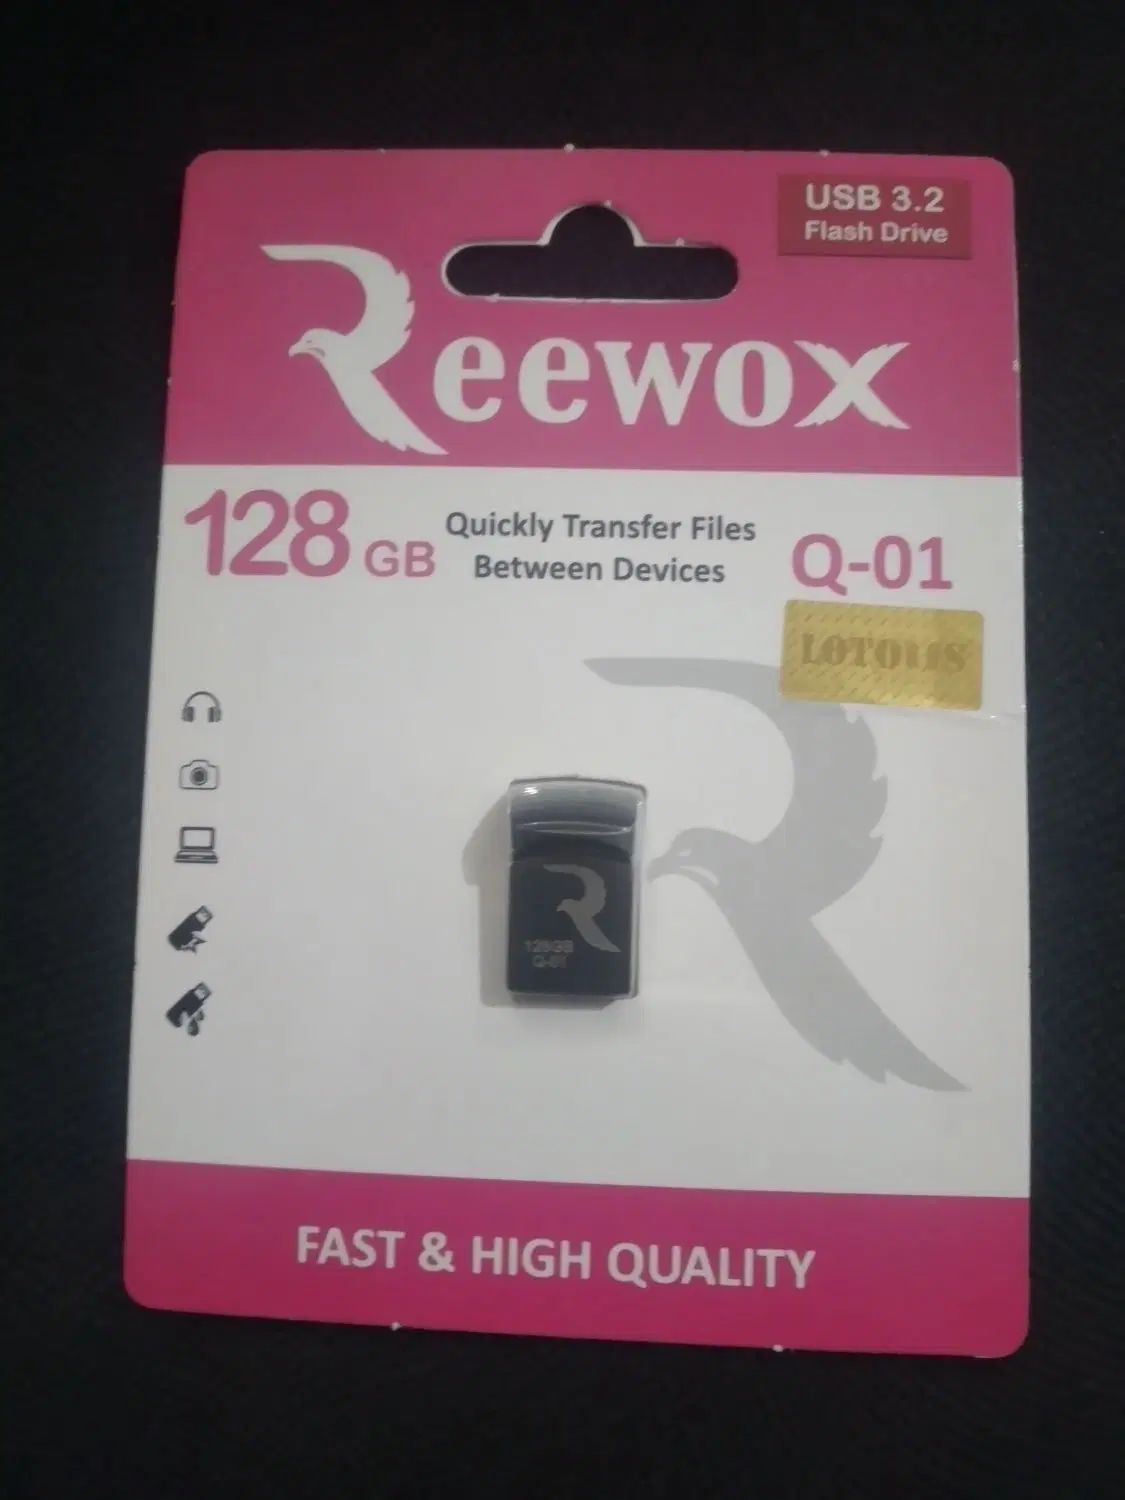 USB 3.2
Flash Drive
Reewox
128 GB
Quickly Transfer Files
Between Devices
Q-01
LOTOUS
128GB
Q-01
FAST & HIGH QUALITY